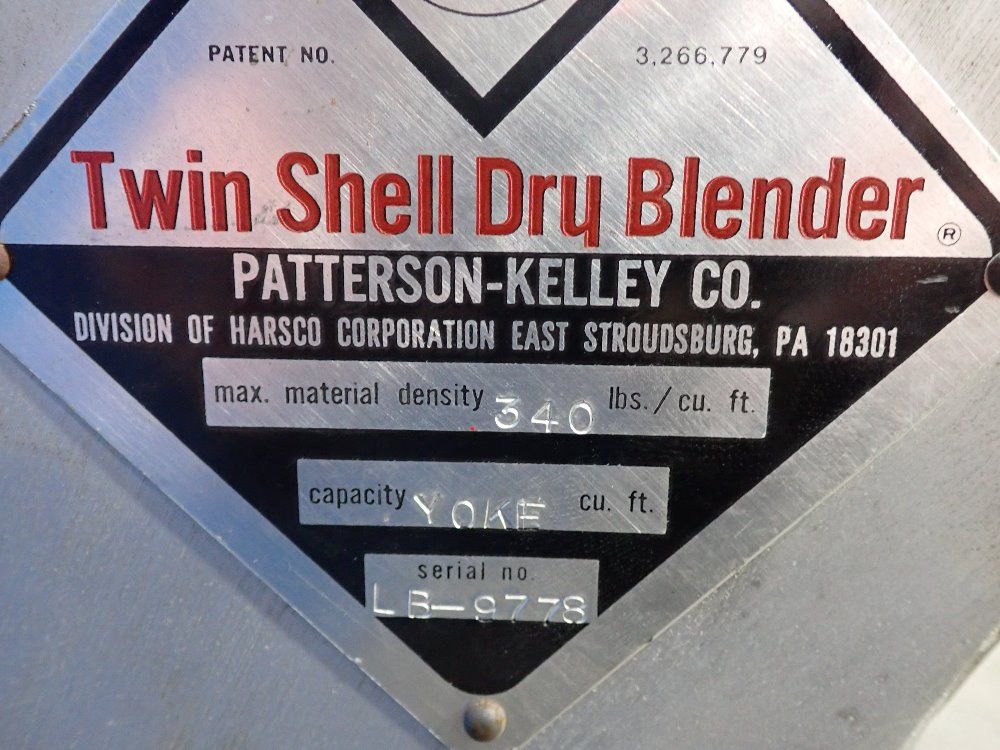 PATENT NO. 3,266,779
Twin Shell Dry Blender ®
PATTERSON-KELLEY CO.
DIVISION OF HARSCO CORPORATION EAST STROUDSBURG, PA 18301
max. material density 340 lbs./cu. ft.
capacity YOKE cu. ft.
serial no.
LB-9778